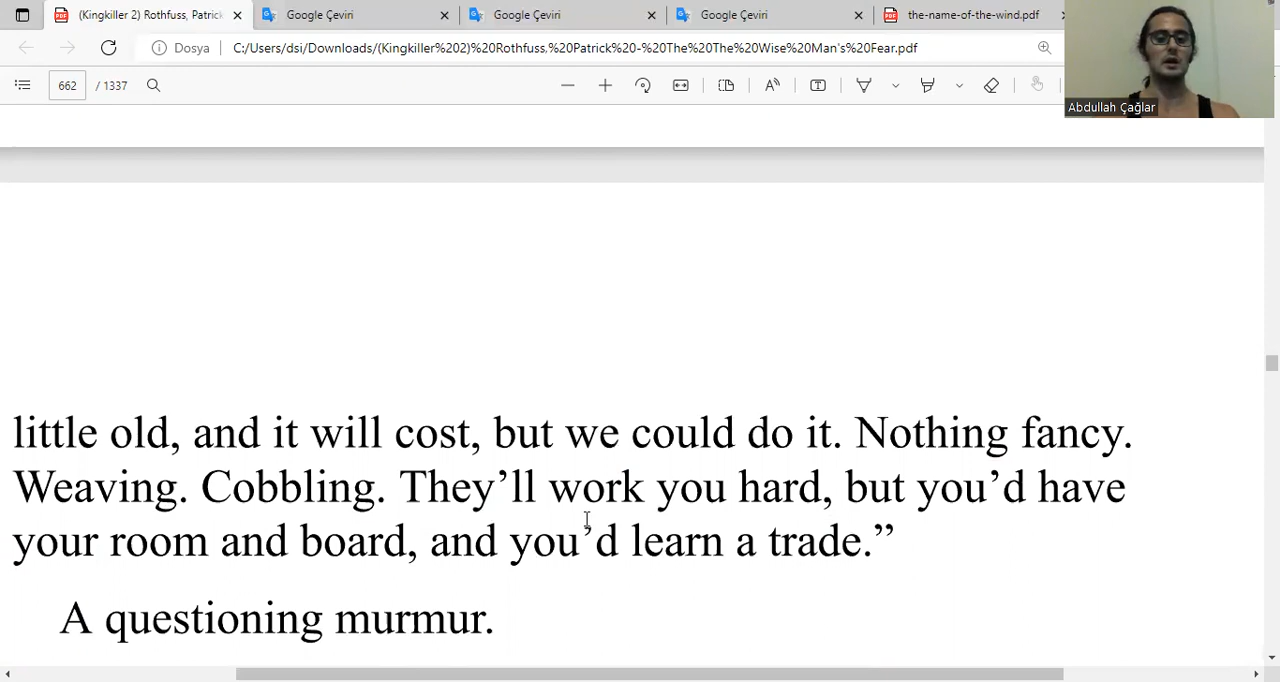 (Kingkiller 2) Rothfuss, Patrick
Google Çeviri
Google Çeviri
Google Çeviri
the-name-of-the-wind.pdf
Dosya
C:/Users/dsi/Downloads/(Kingkiller%202)%20Rothfuss,%20Patrick%20-%20The%20The%20Wise%20Man's%20Fear.pdf
662 / 1337
Abdullah Çağlar
little old, and it will cost, but we could do it. Nothing fancy.
Weaving. Cobbling. They’ll work you hard, but you’d have
your room and board, and you’d learn a trade.”
A questioning murmur.